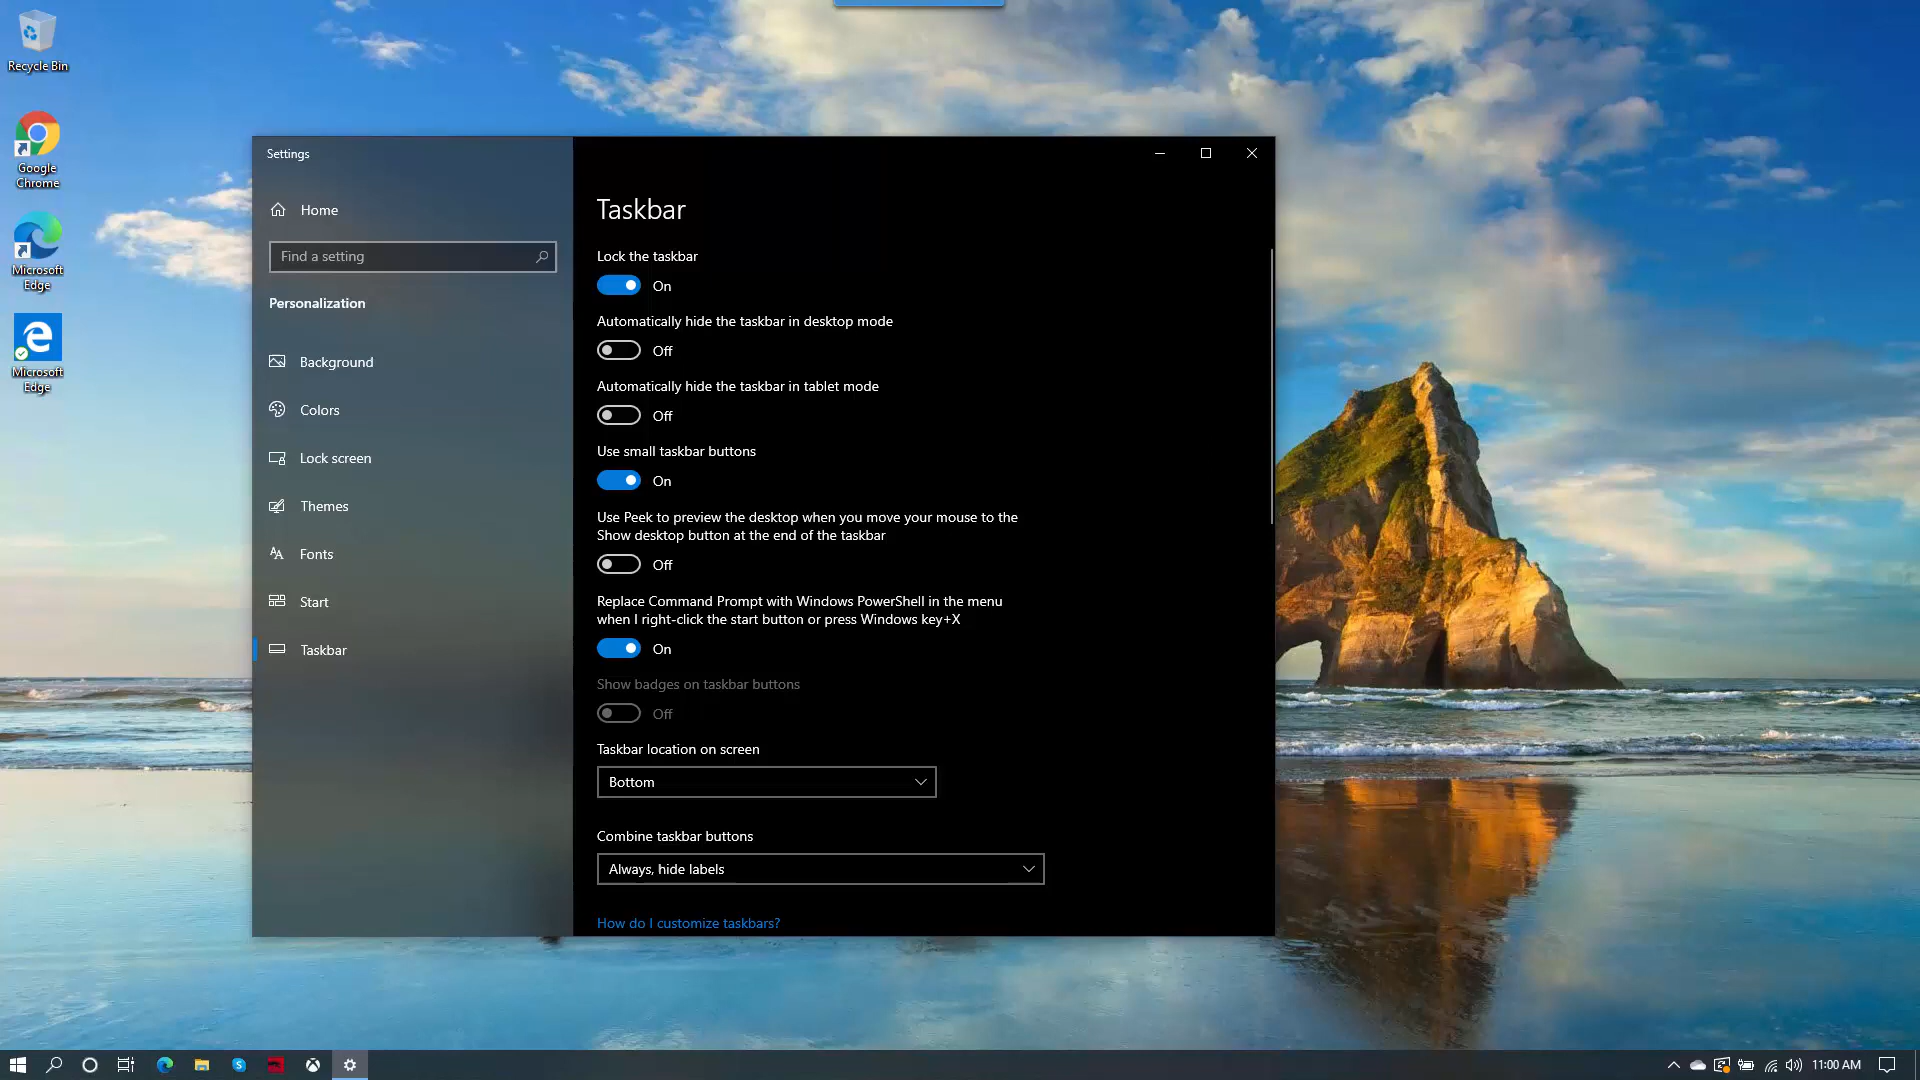 Recycle Bin
Google
Chrome
Microsoft
Edge
Microsoft
Edge
Settings
Home
Find a setting
Personalization
Background
Colors
Lock screen
Themes
Fonts
Start
Taskbar
Taskbar
Lock the taskbar
On
Automatically hide the taskbar in desktop mode
Off
Automatically hide the taskbar in tablet mode
Off
Use small taskbar buttons
On
Use Peek to preview the desktop when you move your mouse to the
Show desktop button at the end of the taskbar
Off
Replace Command Prompt with Windows PowerShell in the menu
when I right-click the start button or press Windows key+X
On
Show badges on taskbar buttons
Off
Taskbar location on screen
Bottom
Combine taskbar buttons
Always, hide labels
How do I customize taskbars?
11:00 AM